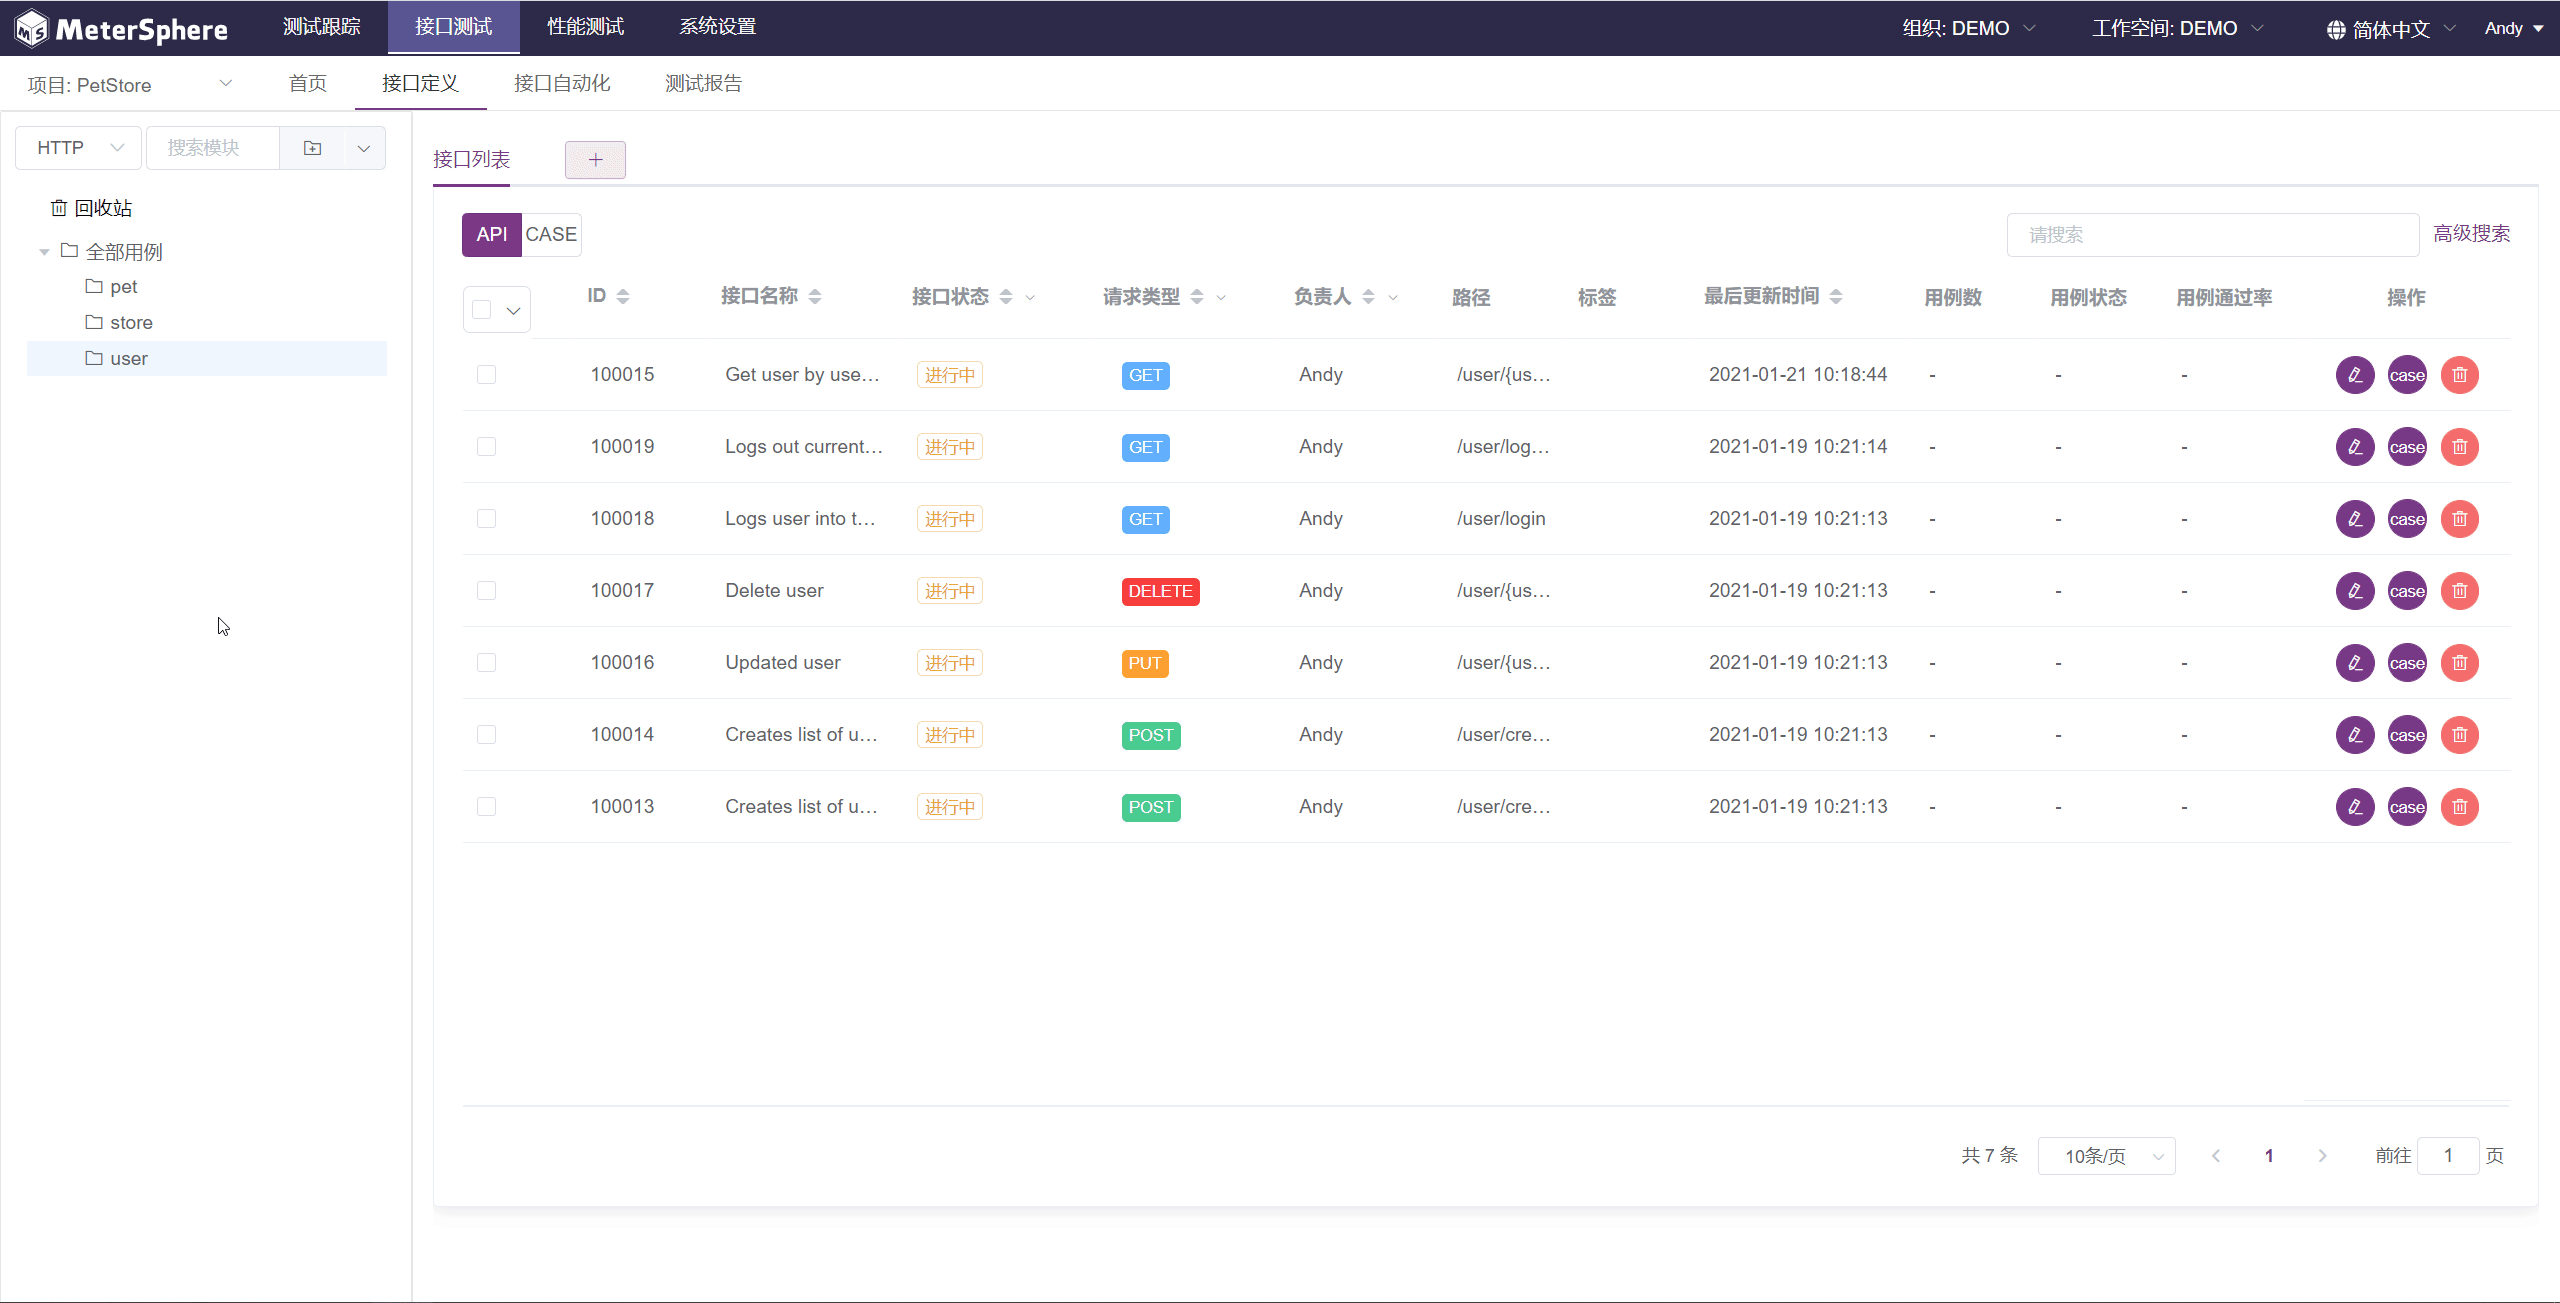 MeterSphere 测试跟踪 接口测试 性能测试 系统设置 组织: DEMO 工作空间: DEMO 简体中文 Andy
项目: PetStore 首页 接口定义 接口自动化 测试报告
HTTP 搜索模块
回收站
全部用例
pet
store
user
接口列表 +
API CASE 请搜索 高级搜索
ID 接口名称 接口状态 请求类型 负责人 路径 标签 最后更新时间 用例数 用例状态 用例通过率 操作
100015 Get user by use... 进行中 GET Andy /user/{us... 2021-01-21 10:18:44 - - - case
100019 Logs out current... 进行中 GET Andy /user/log... 2021-01-19 10:21:14 - - - case
100018 Logs user into t... 进行中 GET Andy /user/login 2021-01-19 10:21:13 - - - case
100017 Delete user 进行中 DELETE Andy /user/{us... 2021-01-19 10:21:13 - - - case
100016 Updated user 进行中 PUT Andy /user/{us... 2021-01-19 10:21:13 - - - case
100014 Creates list of u... 进行中 POST Andy /user/cre... 2021-01-19 10:21:13 - - - case
100013 Creates list of u... 进行中 POST Andy /user/cre... 2021-01-19 10:21:13 - - - case
共 7 条 10条/页 < 1 > 前往 1 页